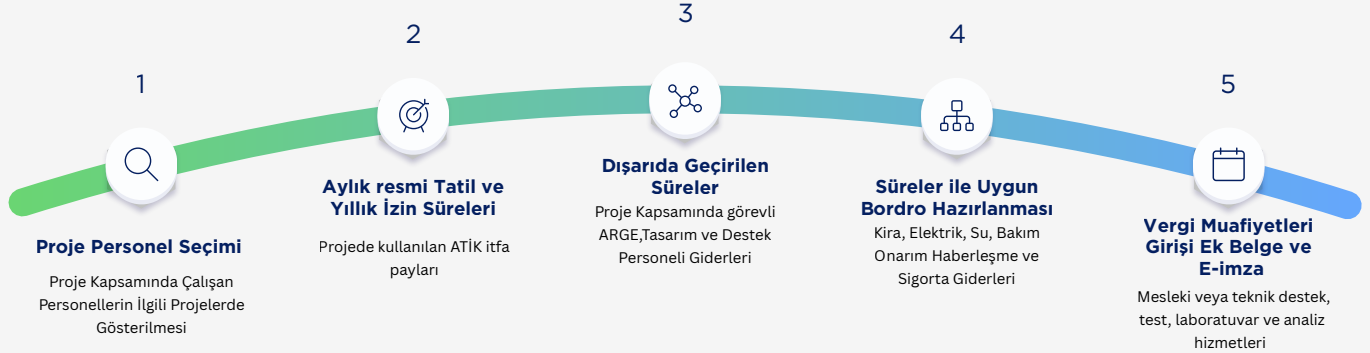 1
Proje Personel Seçimi
Proje Kapsamında Çalışan
Personellerin İlgili Projelerde
Gösterilmesi
2
Aylık resmi Tatil ve
Yıllık İzin Süreleri
Projede kullanılan ATİK itfa
payları
3
Dışarıda Geçirilen
Süreler
Proje Kapsamında görevli
ARGE,Tasarım ve Destek
Personeli Giderleri
4
Süreler ile Uygun
Bordro Hazırlanması
Kira, Elektrik, Su, Bakım
Onarım Haberleşme ve
Sigorta Giderleri
5
Vergi Muafiyetleri
Girişi Ek Belge ve
E-imza
Mesleki veya teknik destek,
test, laboratuvar ve analiz
hizmetleri